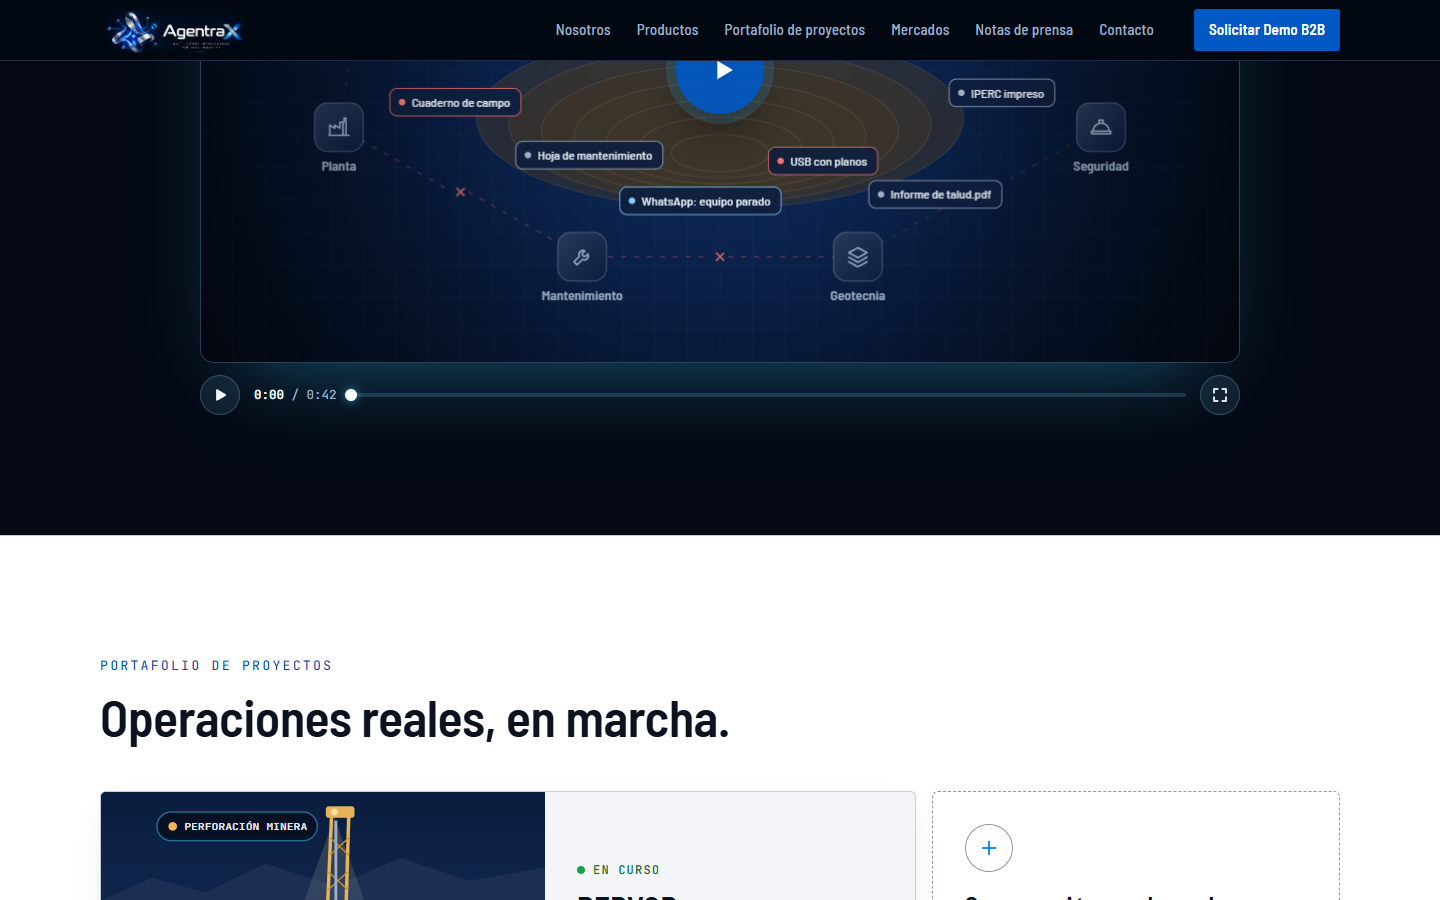 AgentraX
Nosotros
Productos
Portafolio de proyectos
Mercados
Notas de prensa
Contacto
Solicitar Demo B2B
Cuaderno de campo
IPERC impreso
Planta
Hoja de mantenimiento
USB con planos
Seguridad
WhatsApp: equipo parado
Informe de talud.pdf
Mantenimiento
Geotecnia
0:00 / 0:42
PORTAFOLIO DE PROYECTOS
Operaciones reales, en marcha.
PERFORACIÓN MINERA
EN CURSO